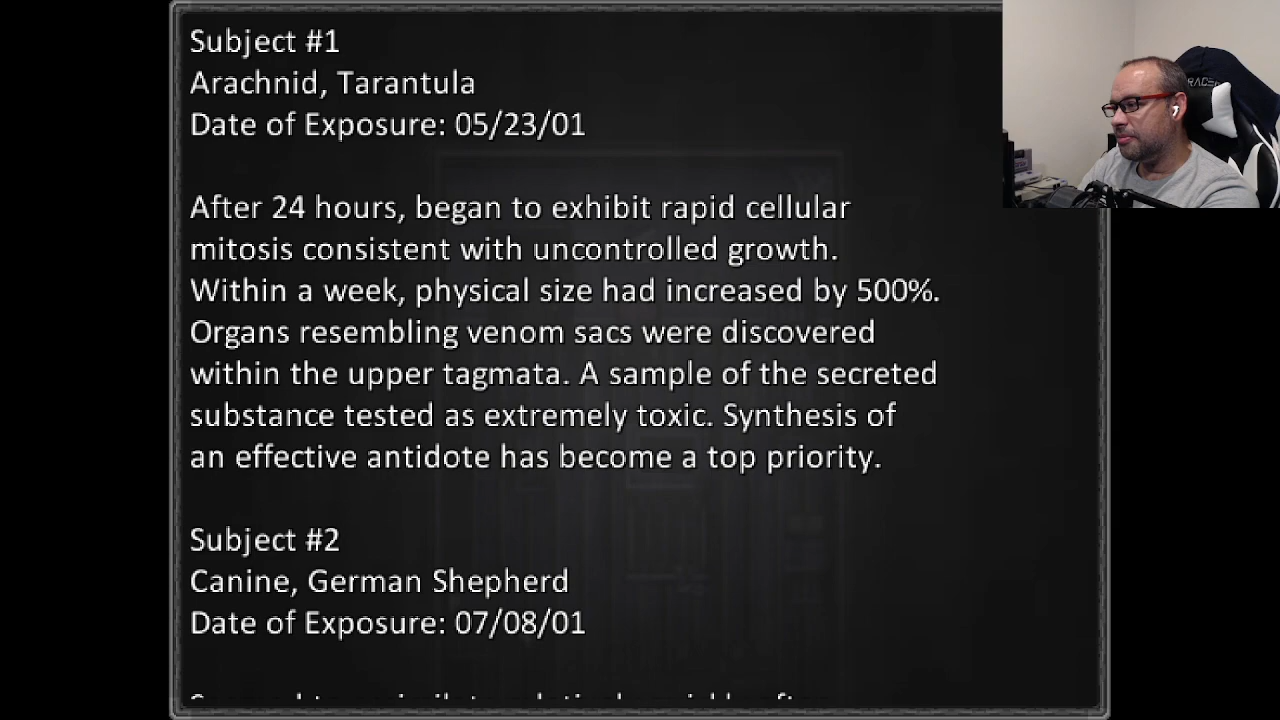 Subject #1
Arachnid, Tarantula
Date of Exposure: 05/23/01
After 24 hours, began to exhibit rapid cellular
mitosis consistent with uncontrolled growth.
Within a week, physical size had increased by 500%.
Organs resembling venom sacs were discovered
within the upper tagmata. A sample of the secreted
substance tested as extremely toxic. Synthesis of
an effective antidote has become a top priority.
Subject #2
Canine, German Shepherd
Date of Exposure: 07/08/01